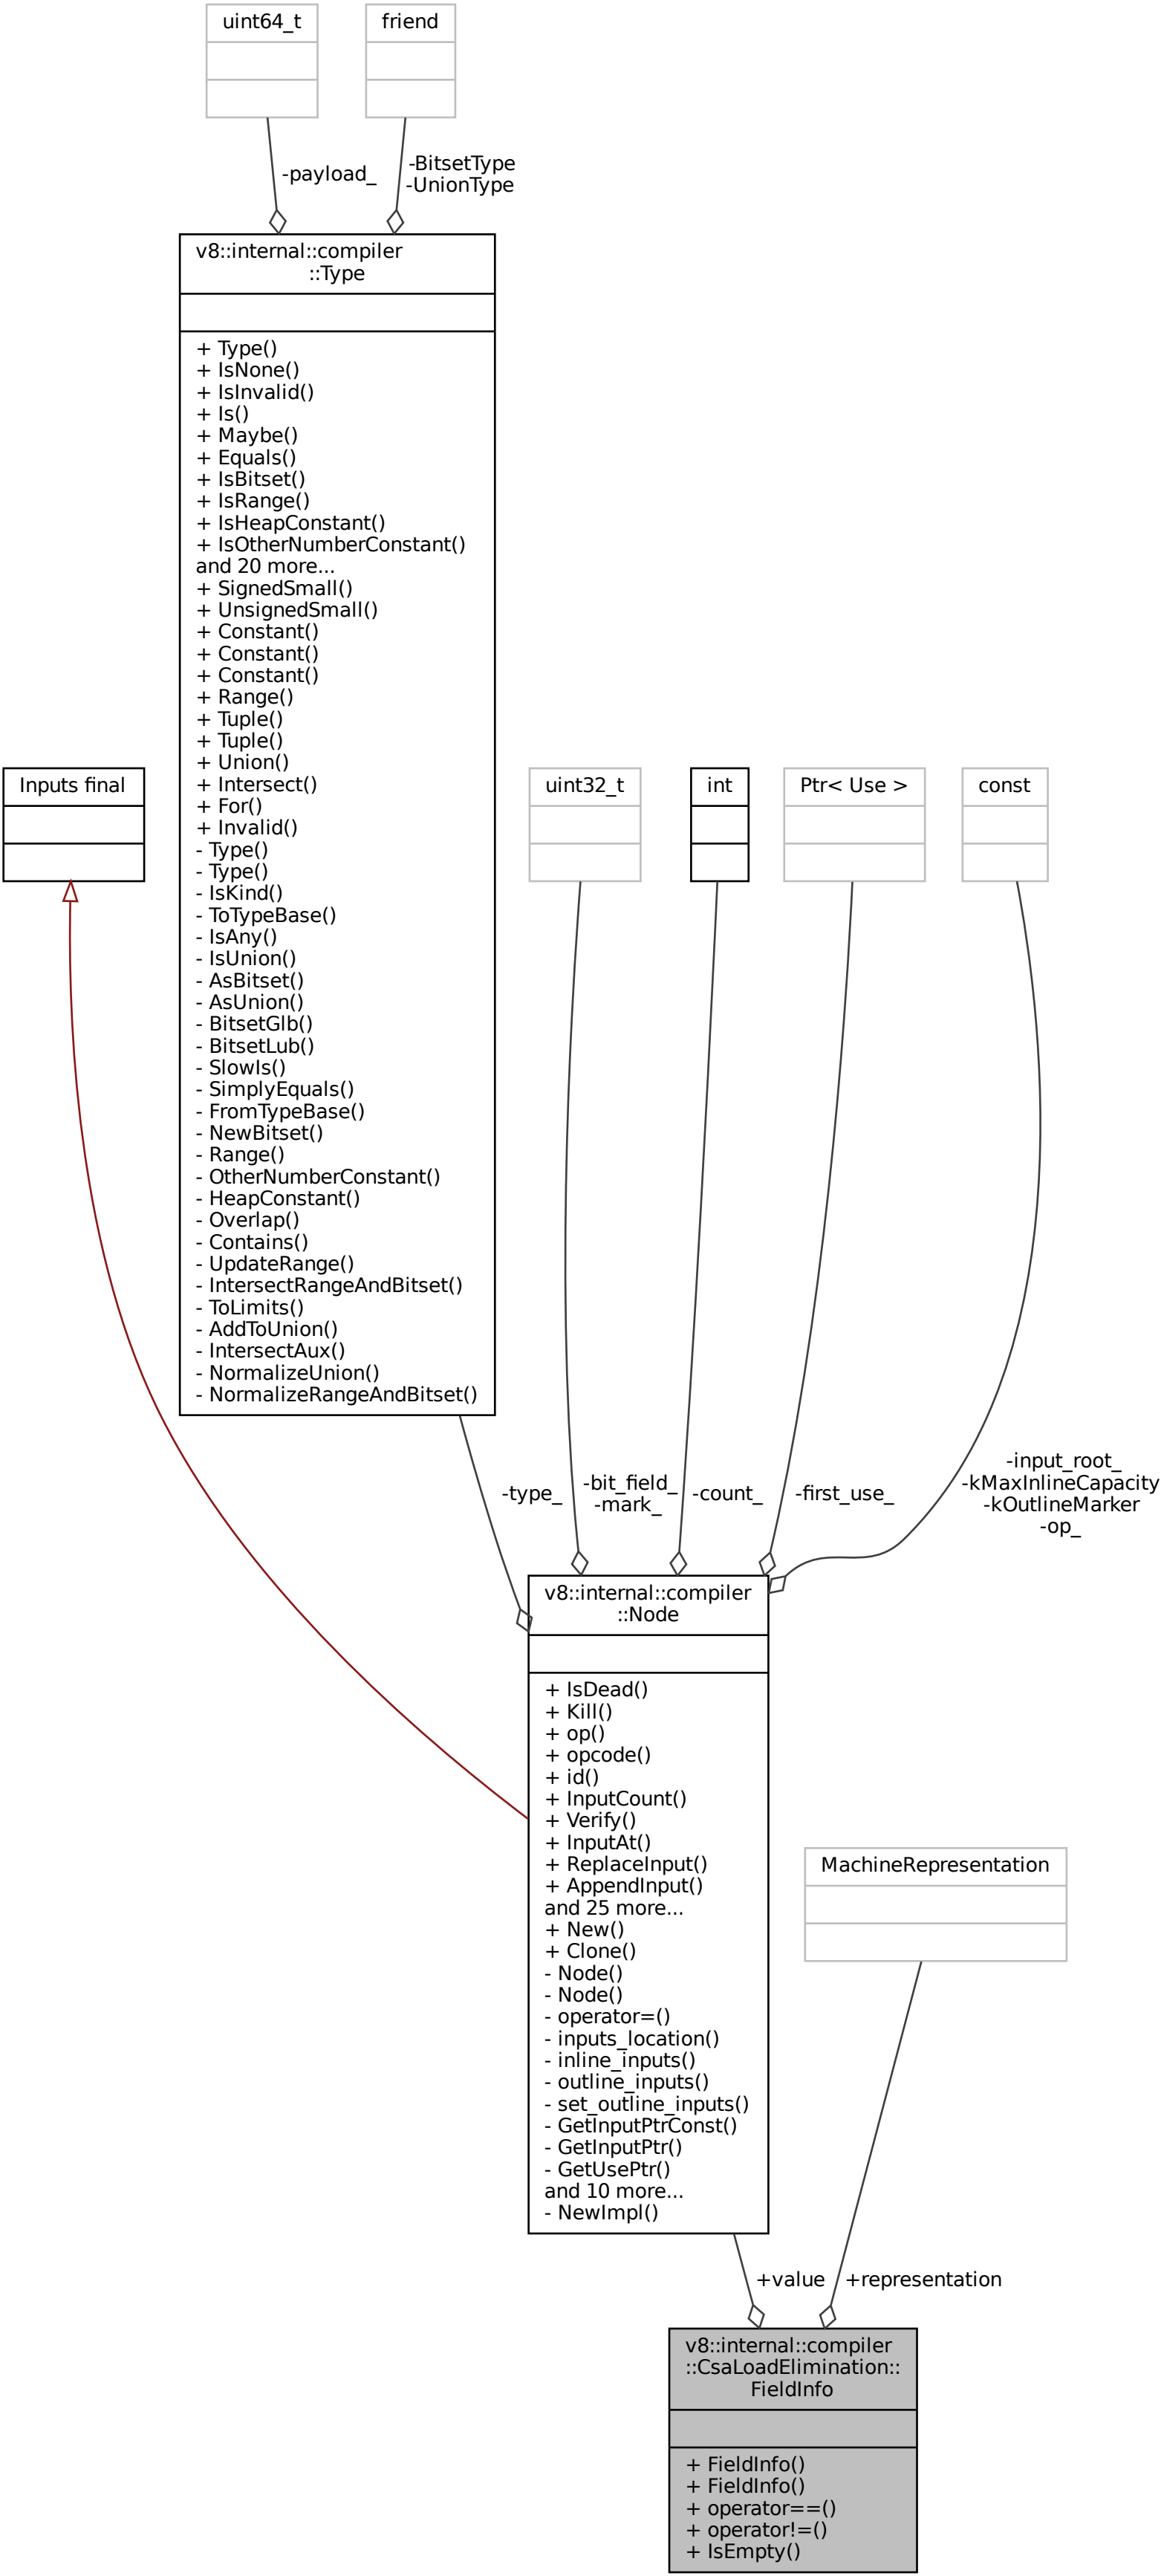 uint64_t
friend
-payload_
-BitsetType
-UnionType
v8::internal::compiler
::Type
+ Type()
+ IsNone()
+ IsInvalid()
+ Is()
+ Maybe()
+ Equals()
+ IsBitset()
+ IsRange()
+ IsHeapConstant()
+ IsOtherNumberConstant()
and 20 more...
+ SignedSmall()
+ UnsignedSmall()
+ Constant()
+ Constant()
+ Constant()
+ Range()
+ Tuple()
+ Tuple()
+ Union()
+ Intersect()
+ For()
+ Invalid()
- Type()
- Type()
- IsKind()
- ToTypeBase()
- IsAny()
- IsUnion()
- AsBitset()
- AsUnion()
- BitsetGlb()
- BitsetLub()
- SlowIs()
- SimplyEquals()
- FromTypeBase()
- NewBitset()
- Range()
- OtherNumberConstant()
- HeapConstant()
- Overlap()
- Contains()
- UpdateRange()
- IntersectRangeAndBitset()
- ToLimits()
- AddToUnion()
- IntersectAux()
- NormalizeUnion()
- NormalizeRangeAndBitset()
Inputs final
uint32_t
int
Ptr< Use >
const
-type_
-bit_field_
-mark_
-count_
-first_use_
-input_root_
-kMaxInlineCapacity
-kOutlineMarker
-op_
v8::internal::compiler
::Node
+ IsDead()
+ Kill()
+ op()
+ opcode()
+ id()
+ InputCount()
+ Verify()
+ InputAt()
+ ReplaceInput()
+ AppendInput()
and 25 more...
+ New()
+ Clone()
- Node()
- Node()
- operator=()
- inputs_location()
- inline_inputs()
- outline_inputs()
- set_outline_inputs()
- GetInputPtrConst()
- GetInputPtr()
- GetUsePtr()
and 10 more...
- NewImpl()
MachineRepresentation
+value
+representation
v8::internal::compiler
::CsaLoadElimination::
FieldInfo
+ FieldInfo()
+ FieldInfo()
+ operator==()
+ operator!=()
+ IsEmpty()